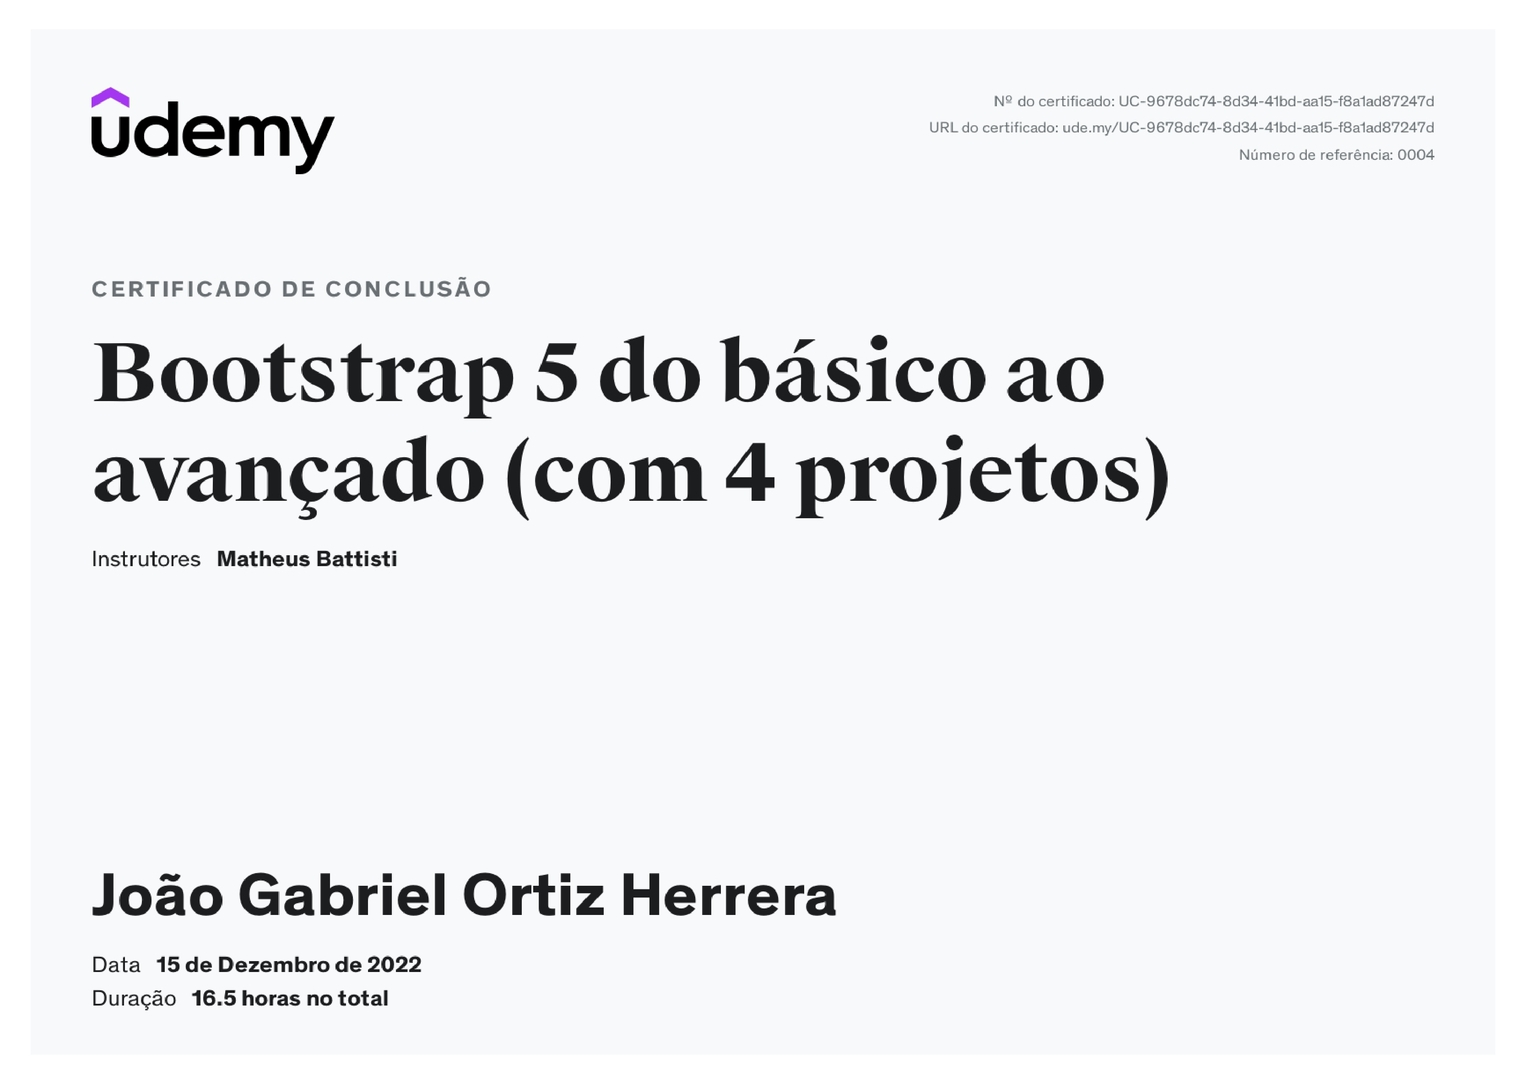 udemy
Nº do certificado: UC-9678dc74-8d34-41bd-aa15-f8a1ad87247d
URL do certificado: ude.my/UC-9678dc74-8d34-41bd-aa15-f8a1ad87247d
Número de referência: 0004
CERTIFICADO DE CONCLUSÃO
Bootstrap 5 do básico ao
avançado (com 4 projetos)
Instrutores Matheus Battisti
João Gabriel Ortiz Herrera
Data 15 de Dezembro de 2022
Duração 16.5 horas no total